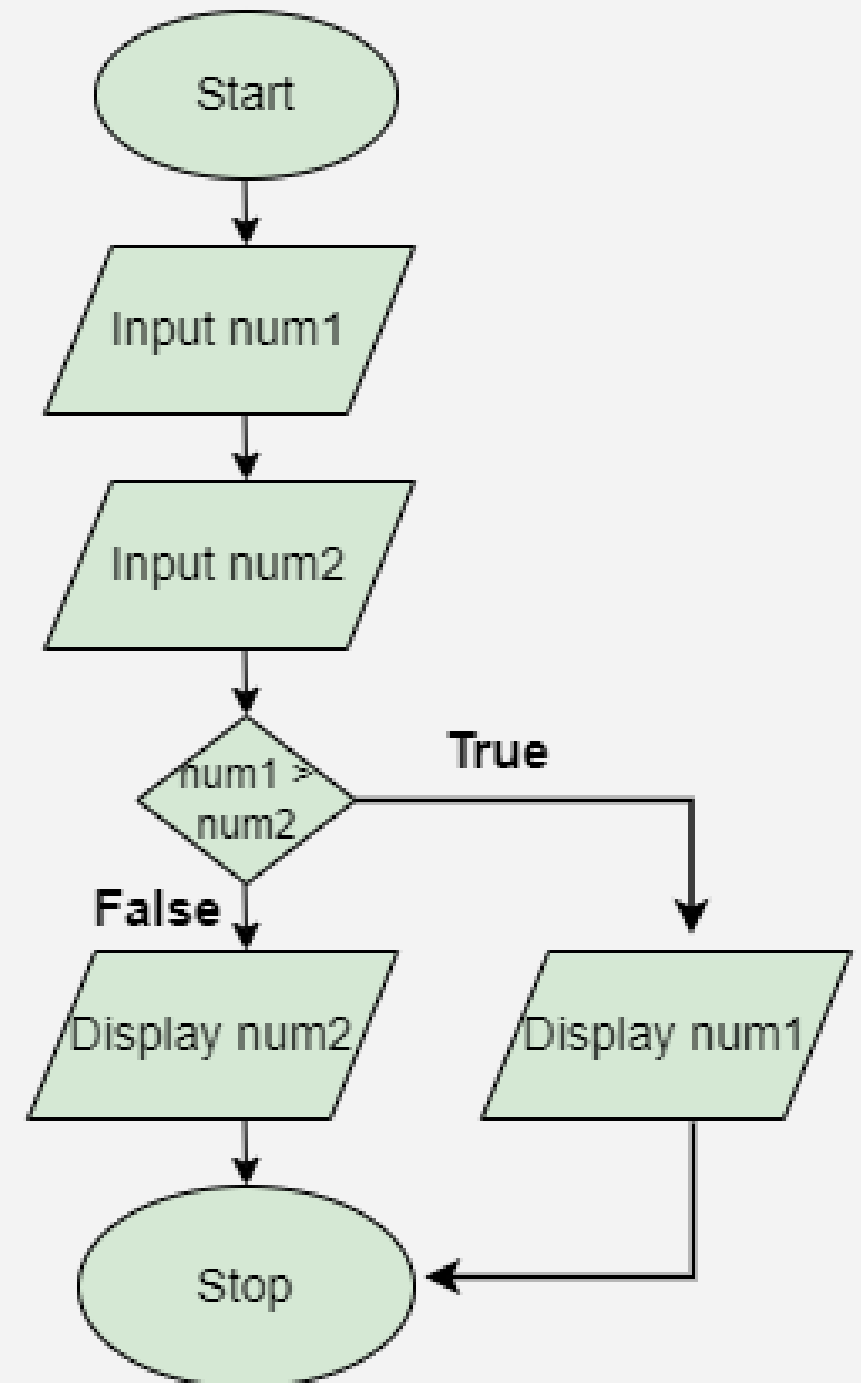 Start
Input num1
Input num2
num1 >
num2
True
False
Display num2
Display num1
Stop